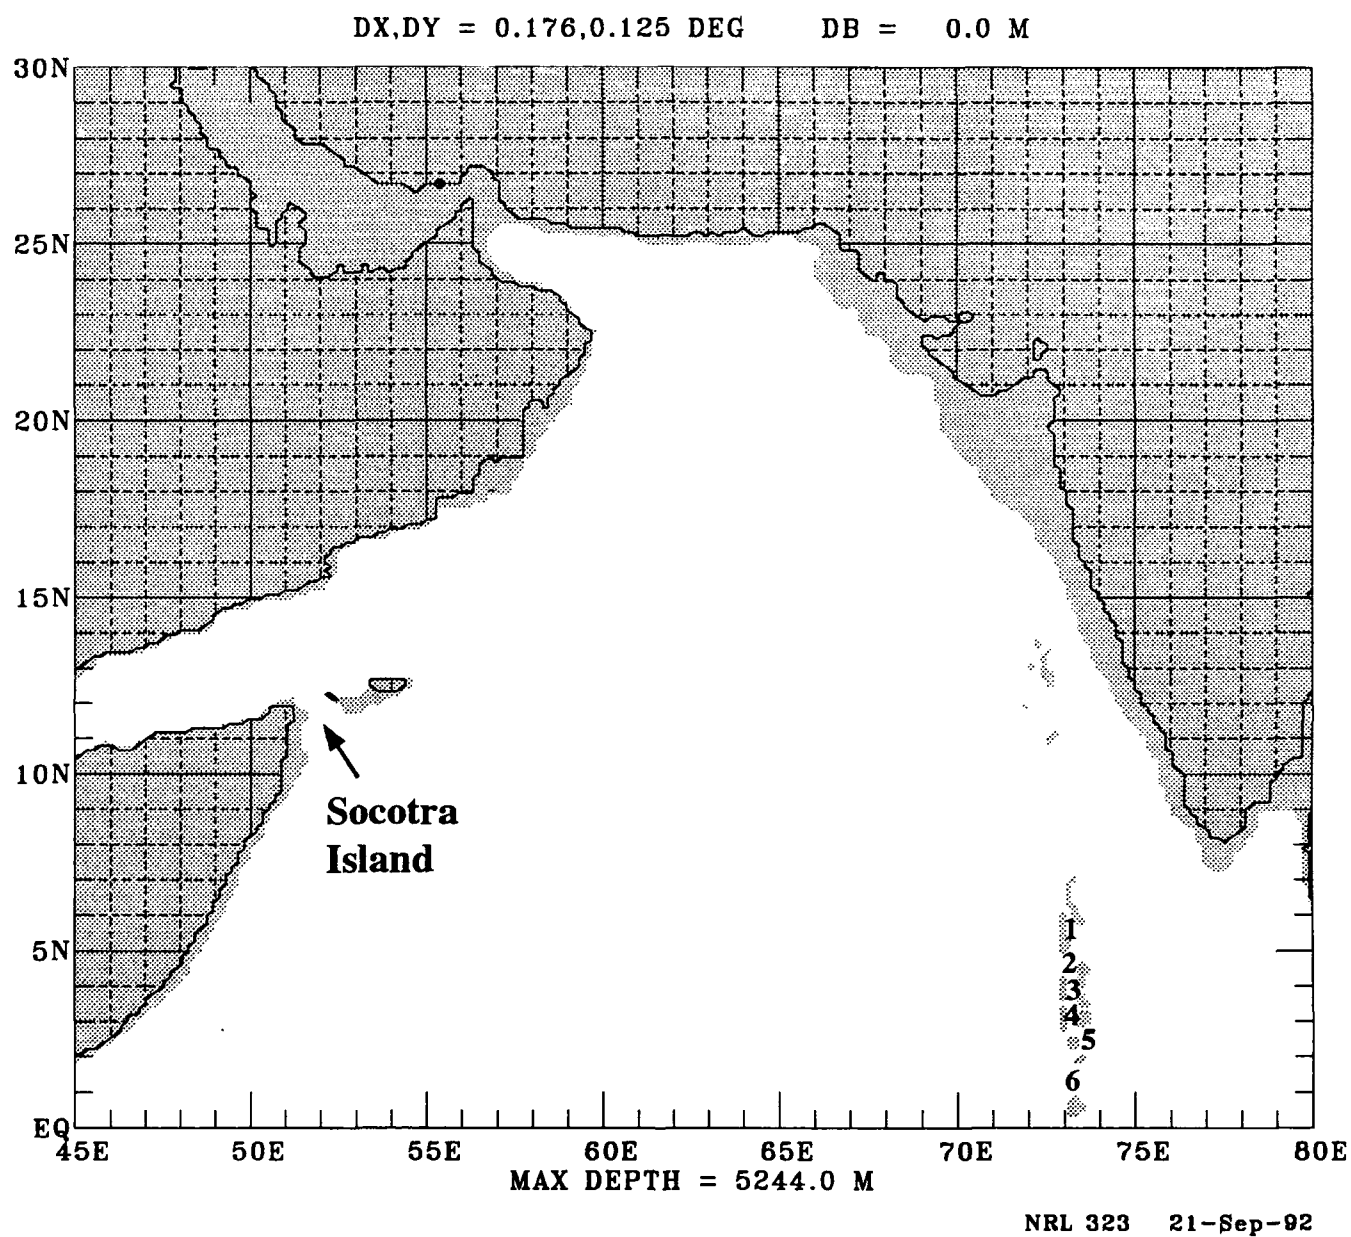 DX,DY = 0.176,0.125 DEG DB = 0.0 M
30N
25N
20N
15N
10N
Socotra
Island
5N
1
2
3
4
5
6
EQ
45E 50E 55E 60E 65E 70E 75E 80E
MAX DEPTH = 5244.0 M
NRL 323 21-Sep-92